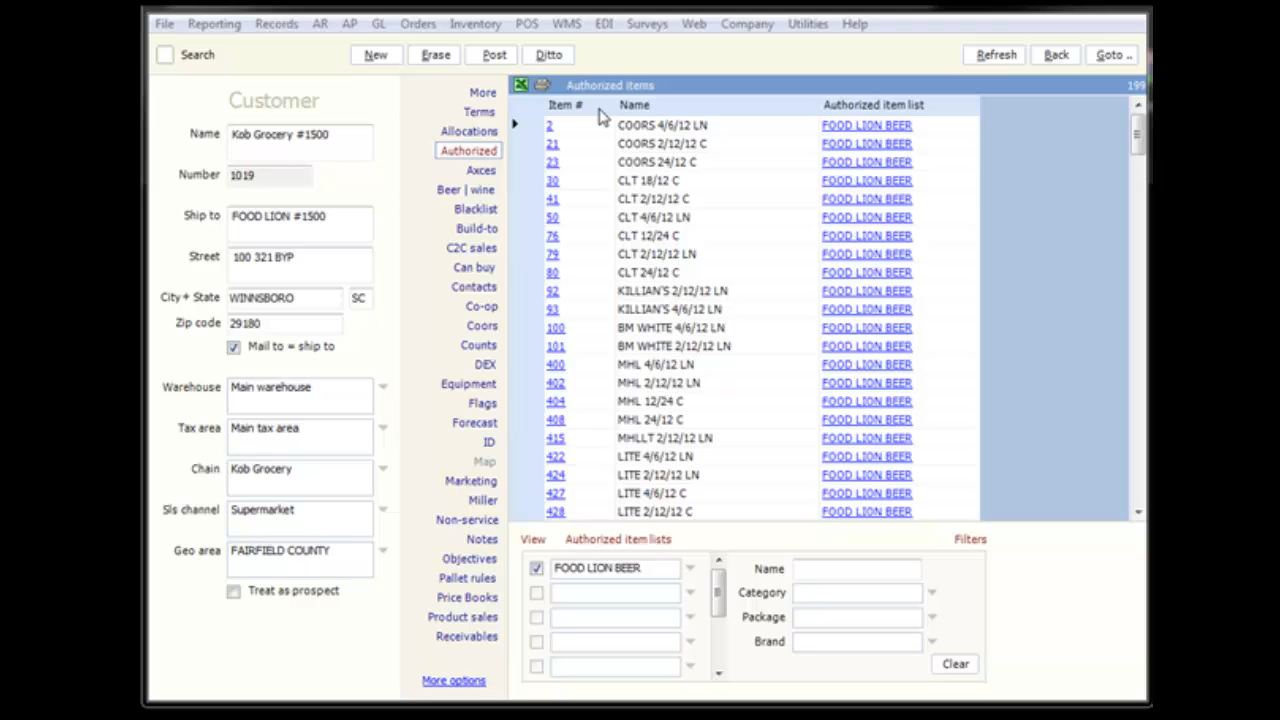 File Reporting Records AR AP GL Orders Inventory POS WMS EDI Surveys Web Company Utilities Help
Search New Erase Post Ditto Refresh Back Goto ..
Customer
Name Kob Grocery #1500
Number 1019
Ship to FOOD LION #1500
Street 100 321 BYP
City+ State WINNSBORO SC
Zip code 29180
Mail to = ship to
Warehouse Main warehouse
Tax area Main tax area
Chain Kob Grocery
Sls channel Supermarket
Geo area FAIRFIELD COUNTY
Treat as prospect
More
Terms
Allocations
Authorized
Axces
Beer | wine
Blacklist
Build-to
C2C sales
Can buy
Contacts
Co-op
Coors
Counts
DEX
Equipment
Flags
Forecast
ID
Map
Marketing
Miller
Non-service
Notes
Objectives
Pallet rules
Price Books
Product sales
Receivables
More options
Authorized items 199
Item # Name Authorized item list
2 COORS 4/6/12 LN FOOD LION BEER
21 COORS 2/12/12 C FOOD LION BEER
23 COORS 24/12 C FOOD LION BEER
30 CLT 18/12 C FOOD LION BEER
41 CLT 2/12/12 C FOOD LION BEER
50 CLT 4/6/12 LN FOOD LION BEER
76 CLT 12/24 C FOOD LION BEER
79 CLT 2/12/12 LN FOOD LION BEER
80 CLT 24/12 C FOOD LION BEER
92 KILLIAN'S 2/12/12 LN FOOD LION BEER
93 KILLIAN'S 4/6/12 LN FOOD LION BEER
100 BM WHITE 4/6/12 LN FOOD LION BEER
101 BM WHITE 2/12/12 LN FOOD LION BEER
400 MHL 4/6/12 LN FOOD LION BEER
402 MHL 2/12/12 LN FOOD LION BEER
404 MHL 12/24 C FOOD LION BEER
408 MHL 24/12 C FOOD LION BEER
415 MHLLT 2/12/12 LN FOOD LION BEER
422 LITE 4/6/12 LN FOOD LION BEER
424 LITE 2/12/12 LN FOOD LION BEER
427 LITE 4/6/12 C FOOD LION BEER
428 LITE 2/12/12 C FOOD LION BEER
View Authorized item lists Filters
FOOD LION BEER
Name
Category
Package
Brand
Clear